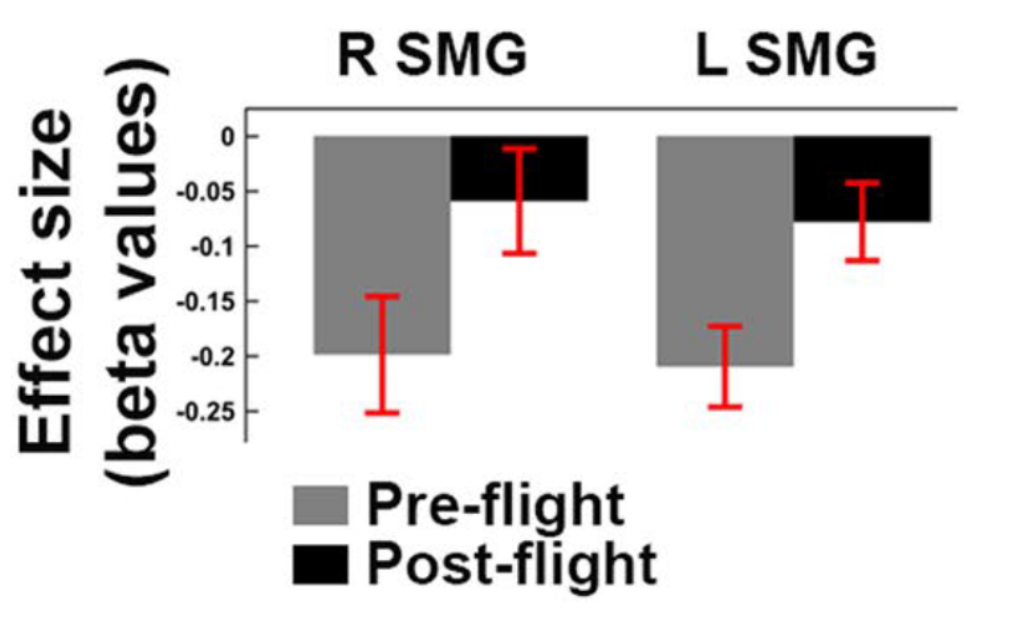 R SMG
L SMG
Effect size
(beta values)
0
-0.05
-0.1
-0.15
-0.2
-0.25
Pre-flight
Post-flight